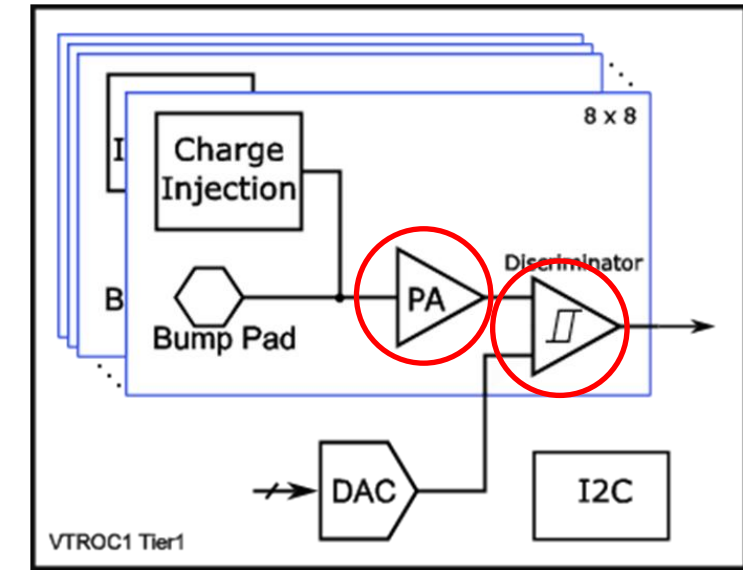 8 x 8
I
Charge
Injection
Discriminator
B
PA
Bump Pad
DAC
I2C
VTROC1 Tier1